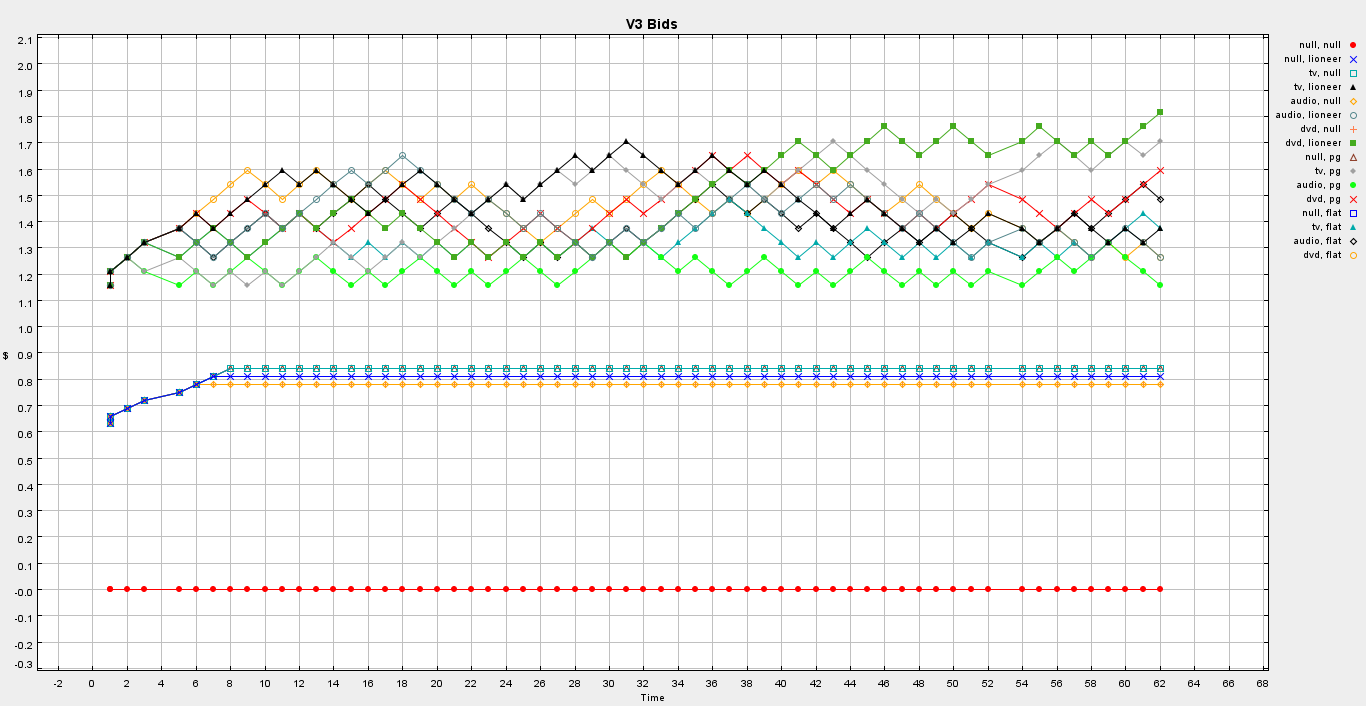 V3 Bids
2.1
2.0
1.9
1.8
1.7
1.6
1.5
1.4
1.3
1.2
1.1
1.0
0.9
$
0.8
0.7
0.6
0.5
0.4
0.3
0.2
0.1
-0.0
-0.1
-0.2
-0.3
-2 0 2 4 6 8 10 12 14 16 18 20 22 24 26 28 30 32 34 36 38 40 42 44 46 48 50 52 54 56 58 60 62 64 66 68
Time
null, null
null, lioneer
tv, null
tv, lioneer
audio, null
audio, lioneer
dvd, null
dvd, lioneer
null, pg
tv, pg
audio, pg
dvd, pg
null, flat
tv, flat
audio, flat
dvd, flat